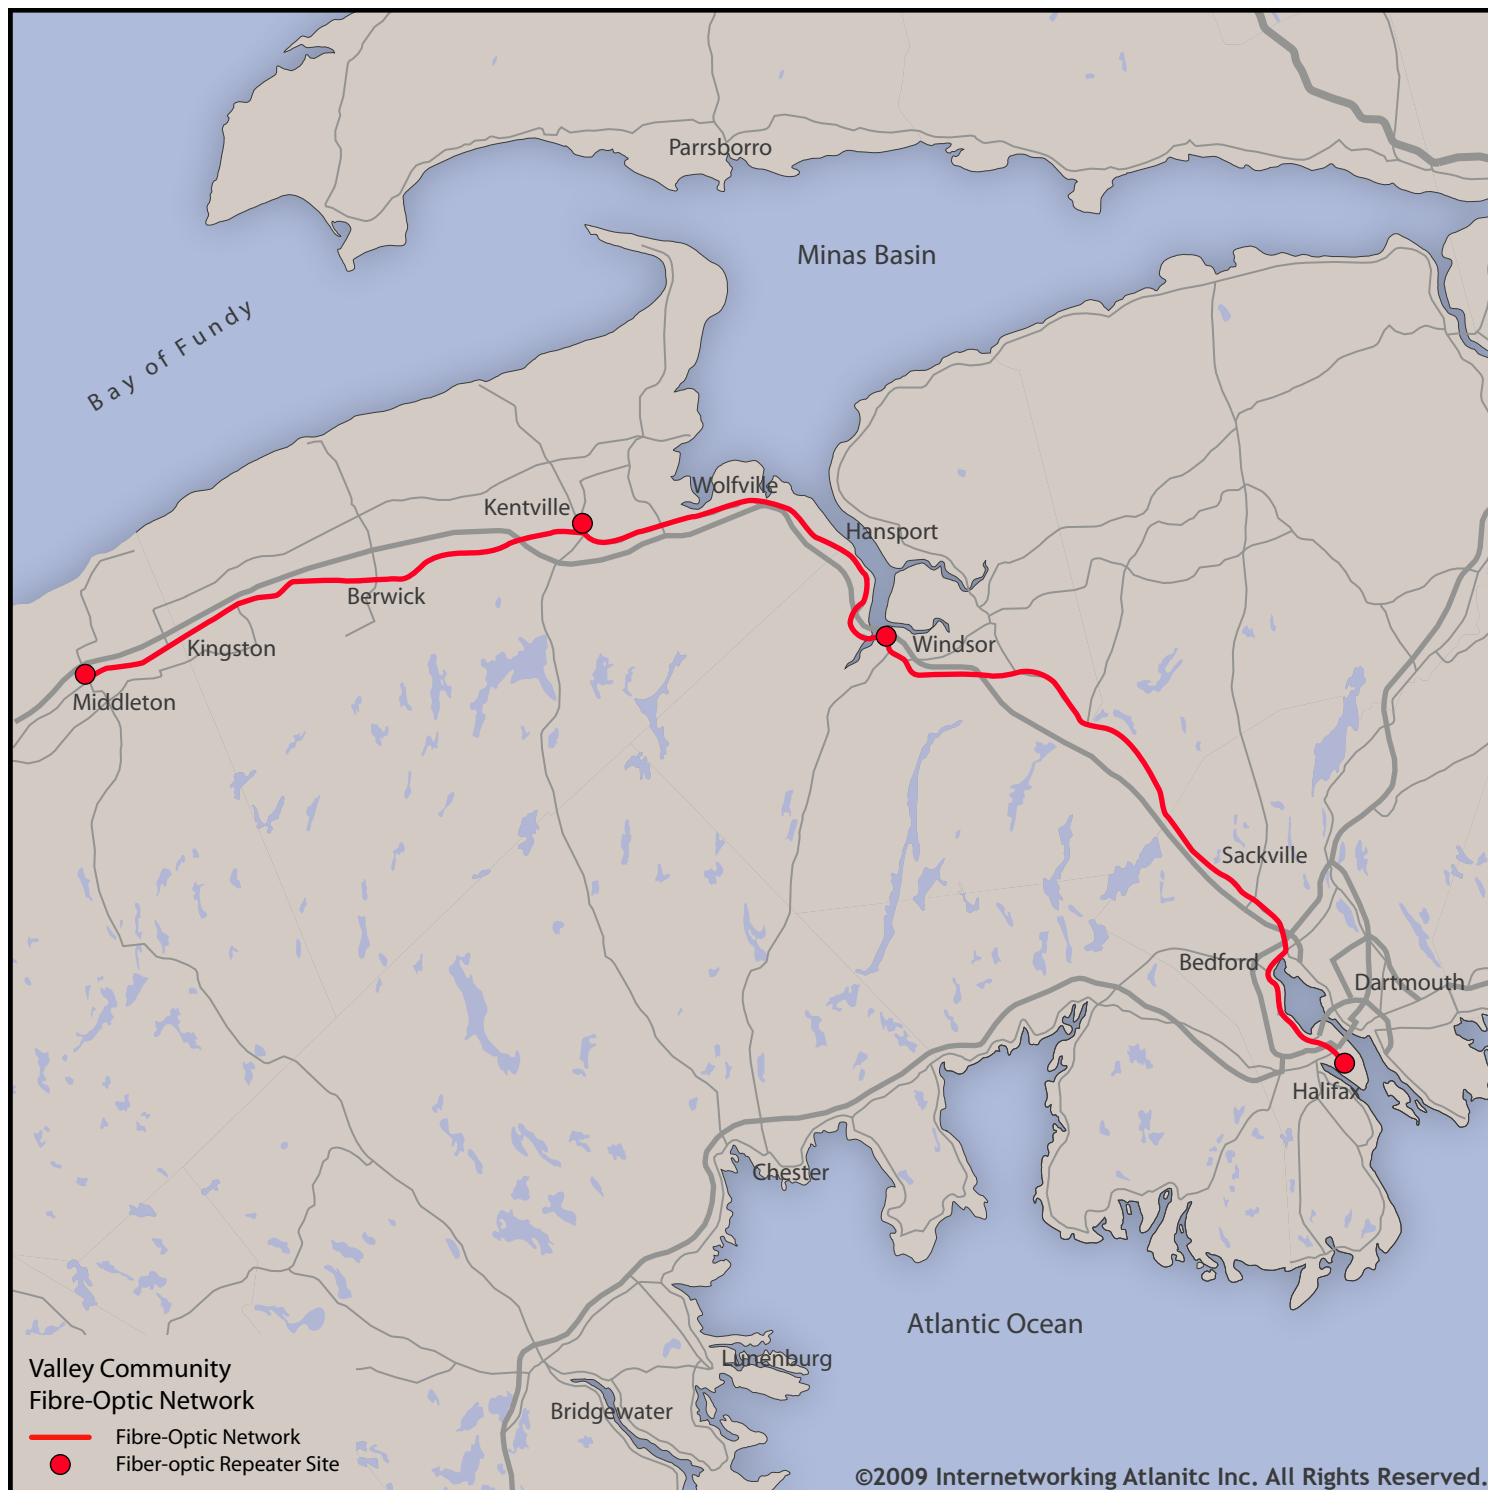 Parrsborro
Minas Basin
Bay of Fundy
Wolfville
Kentville
Hansport
Berwick
Kingston
Windsor
Middleton
Sackville
Bedford
Dartmouth
Halifax
Chester
Atlantic Ocean
Lunenburg
Bridgewater
Valley Community
Fibre-Optic Network
Fibre-Optic Network
Fiber-optic Repeater Site
©2009 Internetworking Atlanitc Inc. All Rights Reserved.